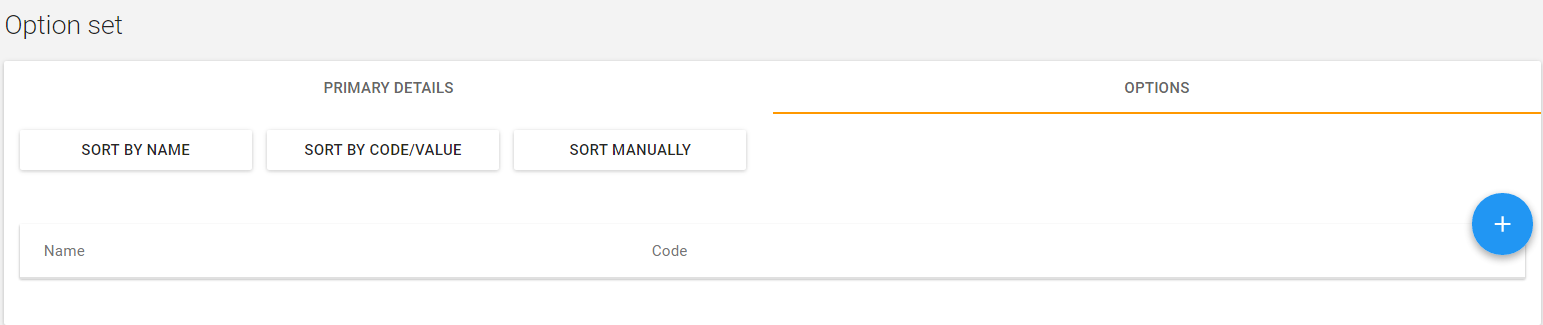 Option set
PRIMARY DETAILS
OPTIONS
SORT BY NAME
SORT BY CODE/VALUE
SORT MANUALLY
+
Name
Code